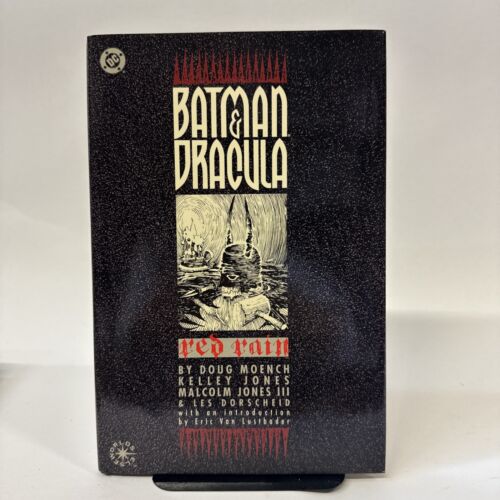 DC
BATMAN
&
DRACULA
red rain
BY DOUG MOENCH
KELLEY JONES
MALCOLM JONES III
& LES DORSCHEID
with an introduction
by Eric Van Lustbader